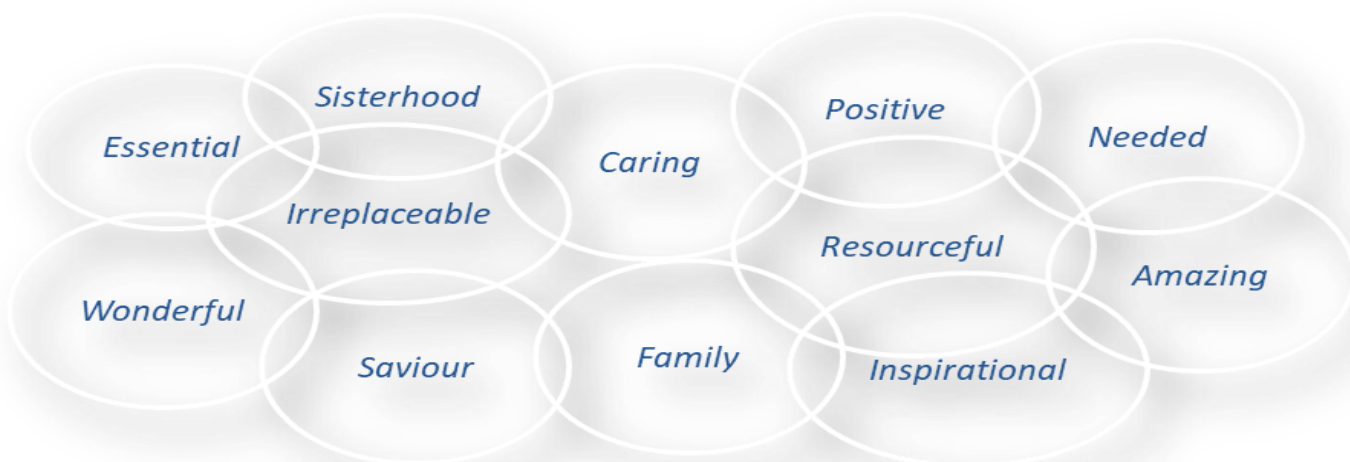 Sisterhood
Positive
Essential
Needed
Caring
Irreplaceable
Resourceful
Amazing
Wonderful
Saviour
Family
Inspirational